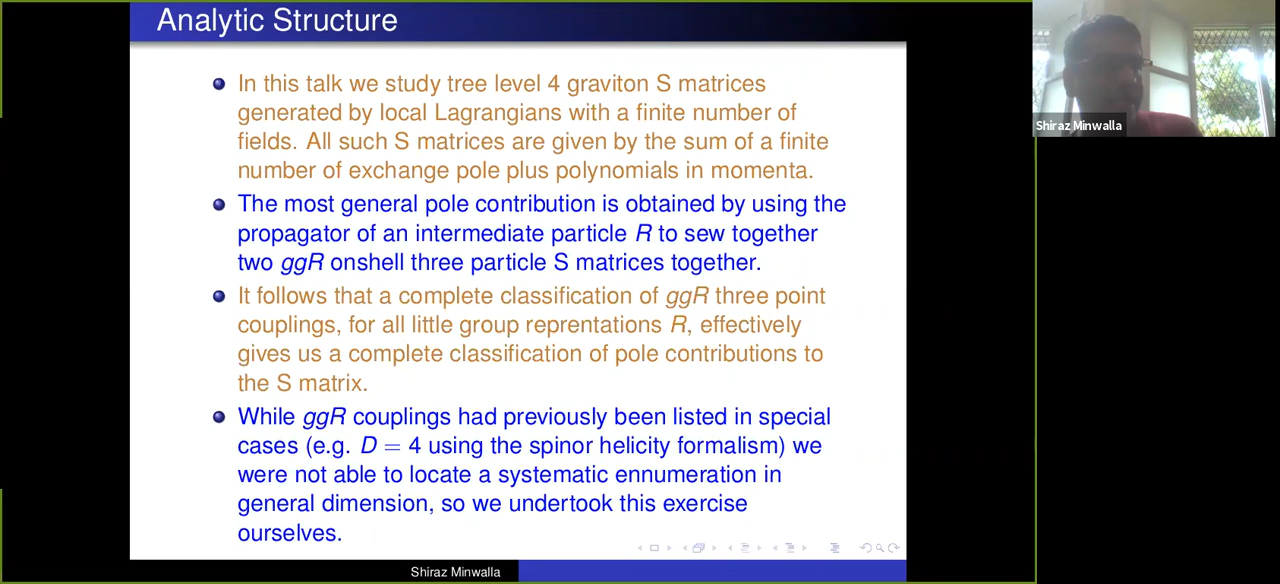 Analytic Structure
In this talk we study tree level 4 graviton S matrices
generated by local Lagrangians with a finite number of
fields. All such S matrices are given by the sum of a finite
number of exchange pole plus polynomials in momenta.
The most general pole contribution is obtained by using the
propagator of an intermediate particle R to sew together
two ggR onshell three particle S matrices together.
It follows that a complete classification of ggR three point
couplings, for all little group reprentations R, effectively
gives us a complete classification of pole contributions to
the S matrix.
While ggR couplings had previously been listed in special
cases (e.g. D = 4 using the spinor helicity formalism) we
were not able to locate a systematic ennumeration in
general dimension, so we undertook this exercise
ourselves.
Shiraz Minwalla
Shiraz Minwalla